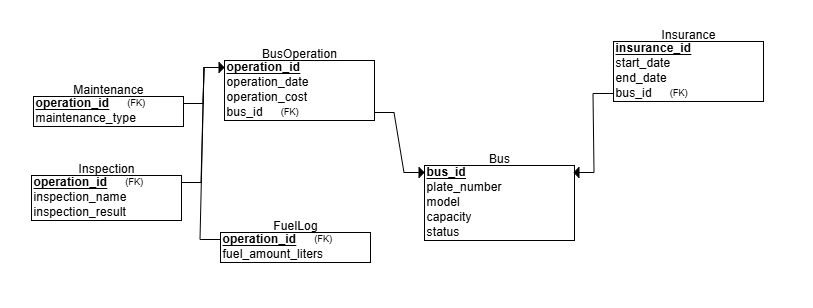 Insurance
insurance_id
start_date
end_date
bus_id (FK)
BusOperation
operation_id
operation_date
operation_cost
bus_id (FK)
Maintenance
operation_id (FK)
maintenance_type
Inspection
operation_id (FK)
inspection_name
inspection_result
Bus
bus_id
plate_number
model
capacity
status
FuelLog
operation_id (FK)
fuel_amount_liters